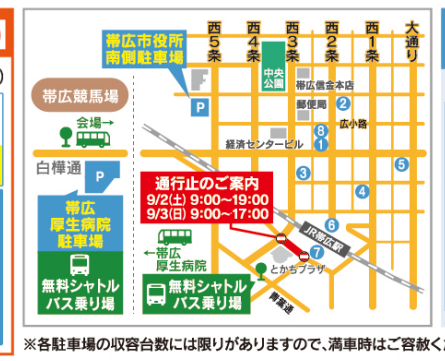 帯広市役所
南側駐車場
西5条
西4条
西3条
西2条
西1条
大通り
中央
公園
帯広信金本店
郵便局
②
広小路
⑧
経済センタービル
①
⑤
③
④
帯広競馬場
会場→
白樺通
P
P
帯広
厚生病院
駐車場
無料シャトル
バス乗り場
通行止のご案内
9/2(土) 9:00〜19:00
9/3(日) 9:00〜17:00
⑥
JR帯広駅
⑦
←帯広
厚生病院
とかちプラザ
無料シャトル
バス乗り場
青葉通
※各駐車場の収容台数には限りがありますので、満車時はご容赦く